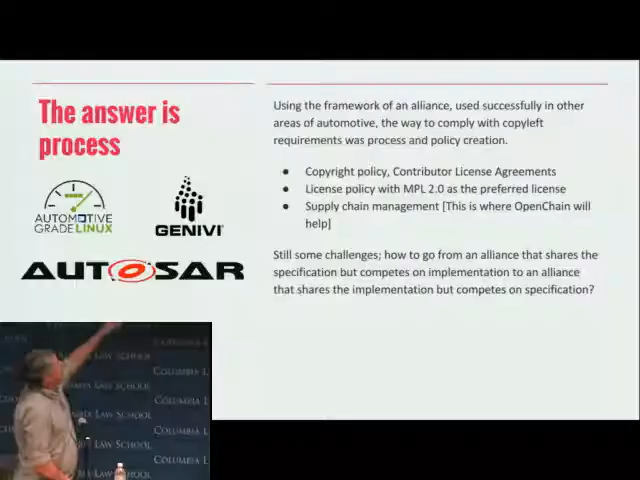 The answer is
process
AUTOMOTIVE
GRADELINUX
GENIVI
AUTOSAR
Using the framework of an alliance, used successfully in other
areas of automotive, the way to comply with copyleft
requirements was process and policy creation.
● Copyright policy, Contributor License Agreements
● License policy with MPL 2.0 as the preferred license
● Supply chain management [This is where OpenChain will
help]
Still some challenges; how to go from an alliance that shares the
specification but competes on implementation to an alliance
that shares the implementation but competes on specification?
COLUMBIA L
COLUMBIA LAW SCHOOL
LAW SCHOOL
COLUMBIA L
LAW SCHOOL
COLUMBIA L